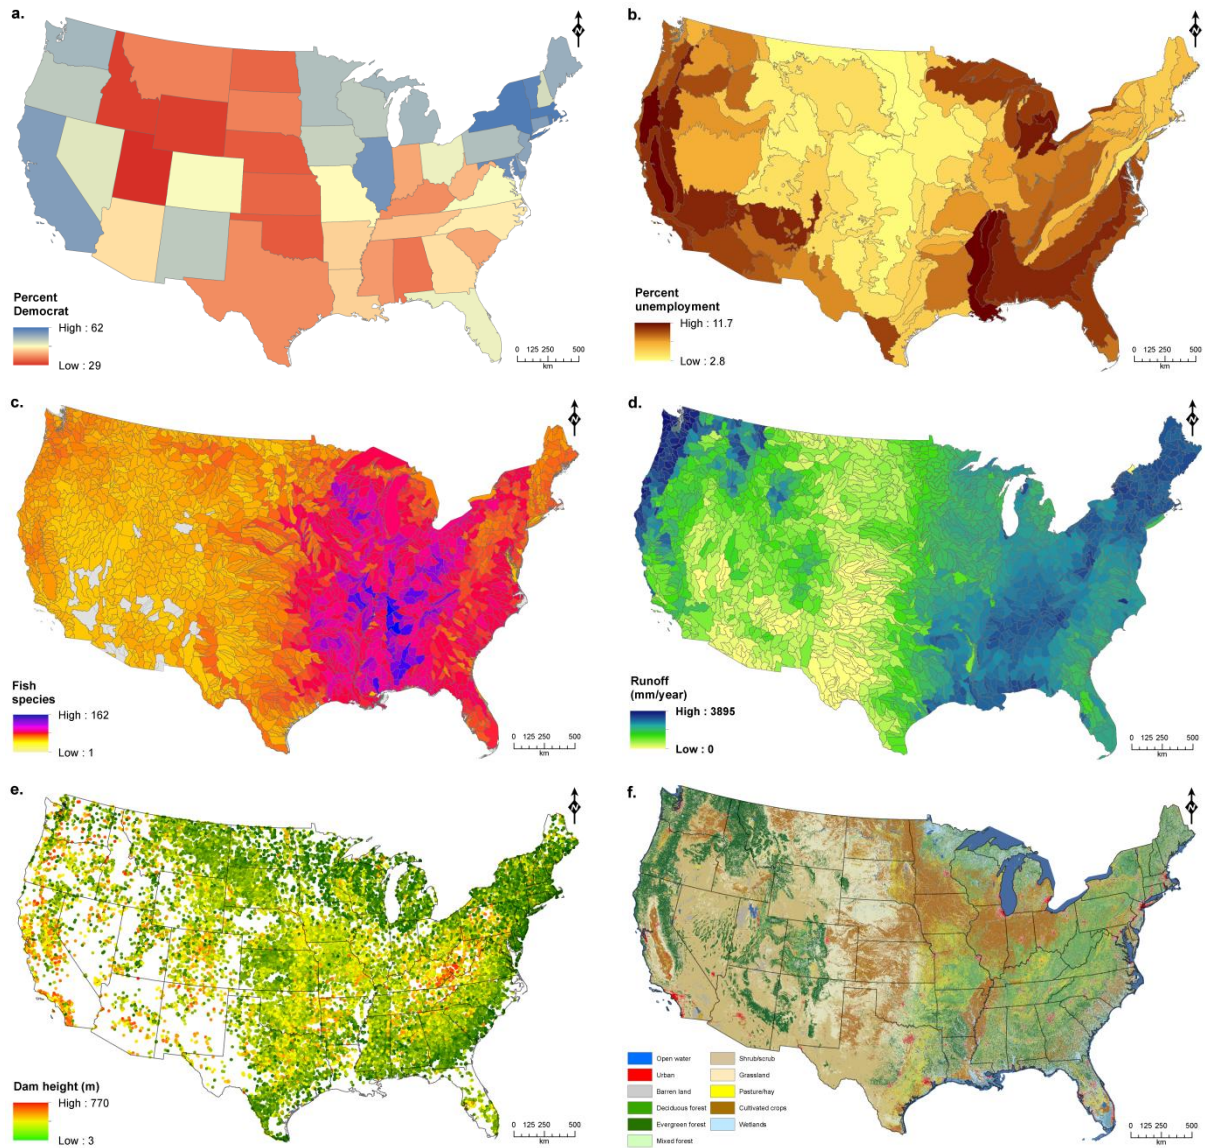 a.
N
Percent
Democrat
High : 62
Low : 29
0 125 250 500
km
b.
N
Percent
unemployment
High : 11.7
Low : 2.8
0 125 250 500
km
c.
N
Fish
species
High : 162
Low : 1
0 125 250 500
km
d.
N
Runoff
(mm/year)
High : 3895
Low : 0
0 125 250 500
km
e.
N
Dam height (m)
High : 770
Low : 3
0 125 250 500
km
f.
N
Open water
Urban
Barren land
Deciduous forest
Evergreen forest
Mixed forest
Shrub/scrub
Grassland
Pasture/hay
Cultivated crops
Wetlands
0 125 250 500
km